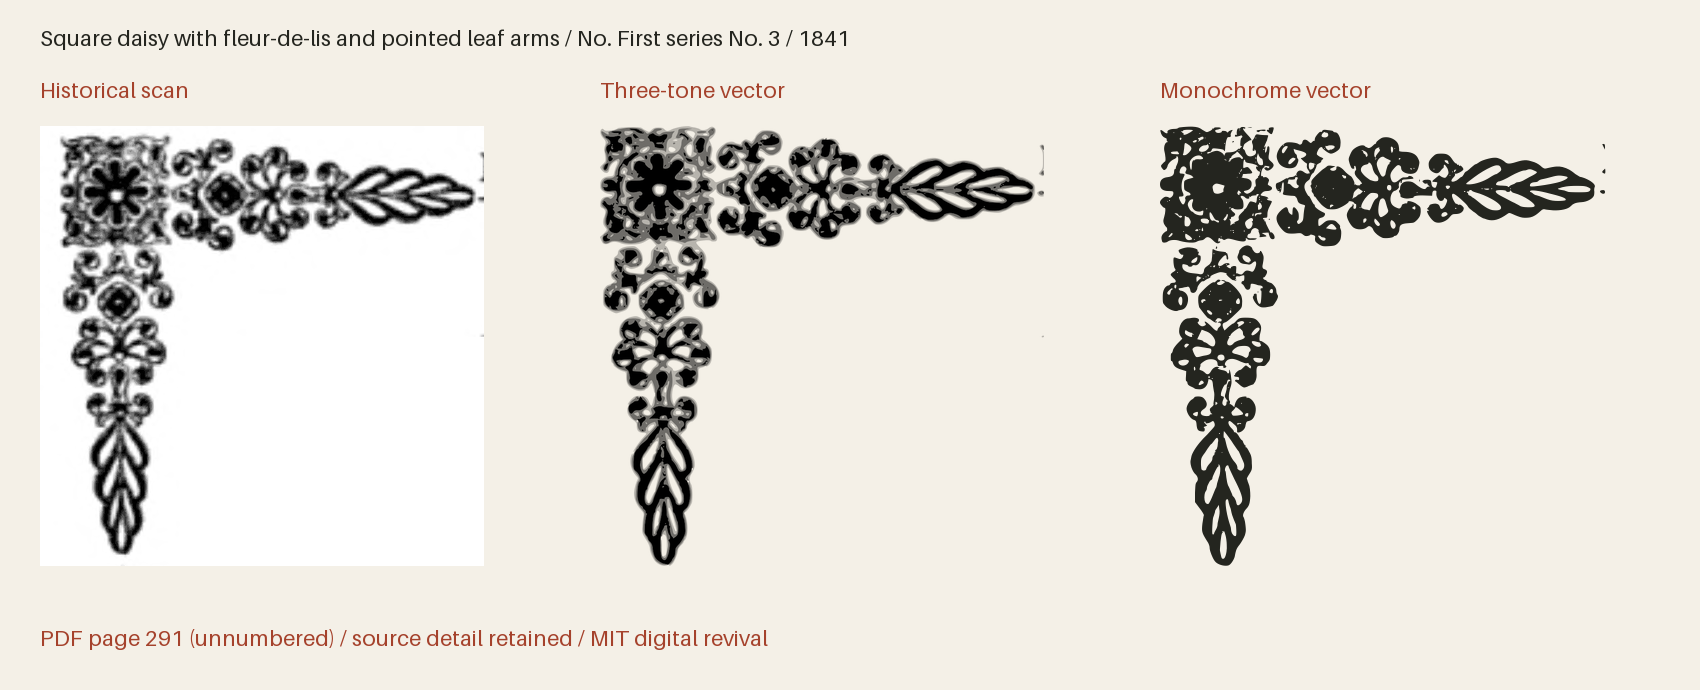 Square daisy with fleur-de-lis and pointed leaf arms / No. First series No. 3 / 1841
Historical scan
Three-tone vector
Monochrome vector
PDF page 291 (unnumbered) / source detail retained / MIT digital revival